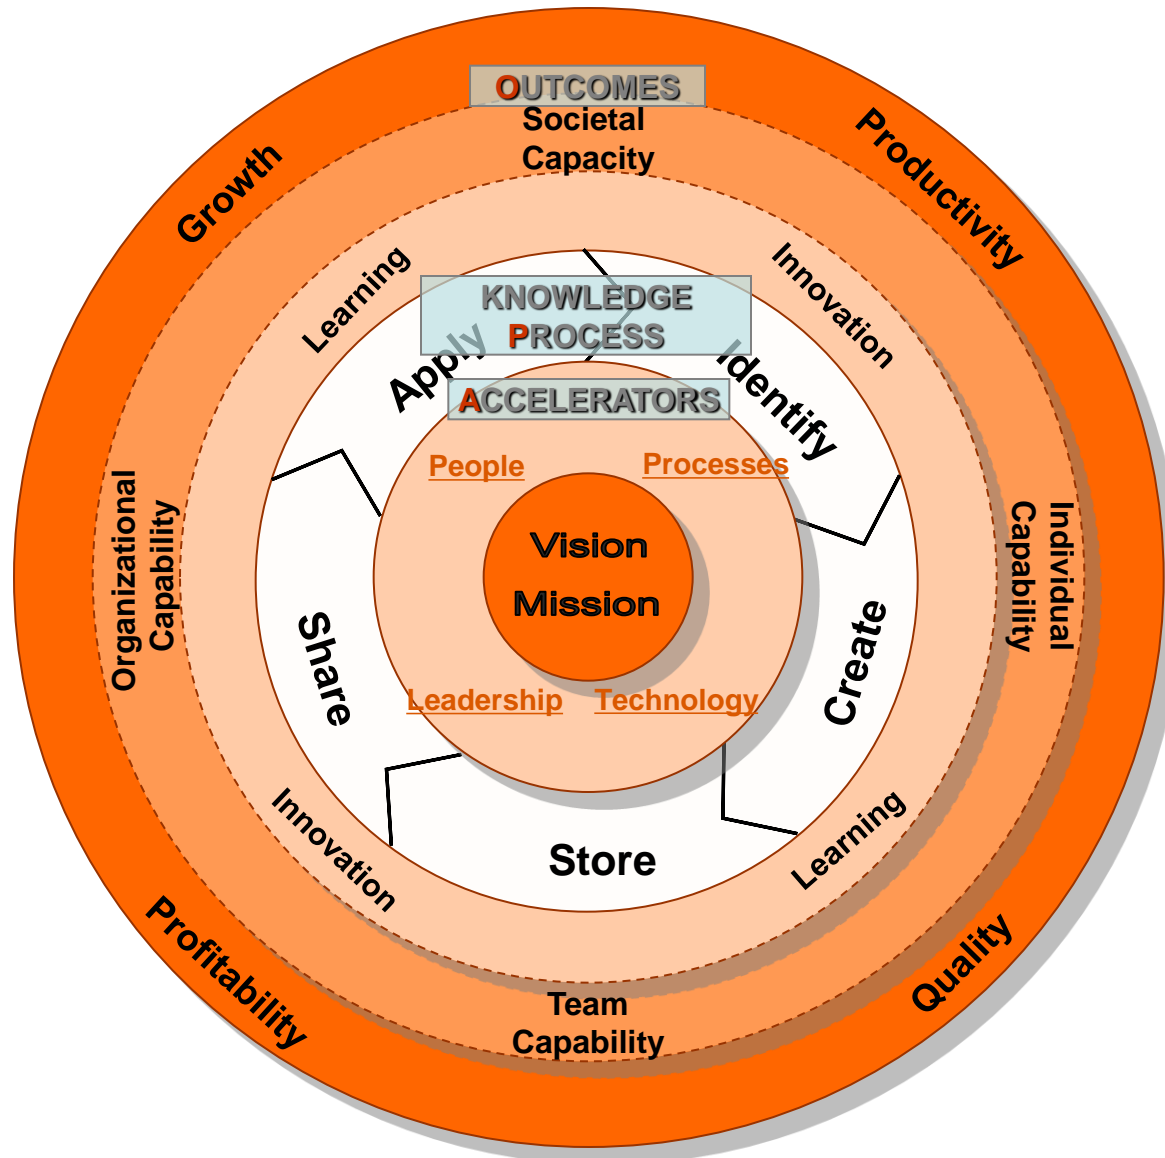 OUTCOMES
Societal
Capacity
Growth
Productivity
Learning
Innovation
KNOWLEDGE
PROCESS
Apply
Identify
ACCELERATORS
People
Processes
Vision
Mission
Organizational
Capability
Individual
Capability
Share
Create
Leadership
Technology
Innovation
Learning
Store
Profitability
Quality
Team
Capability